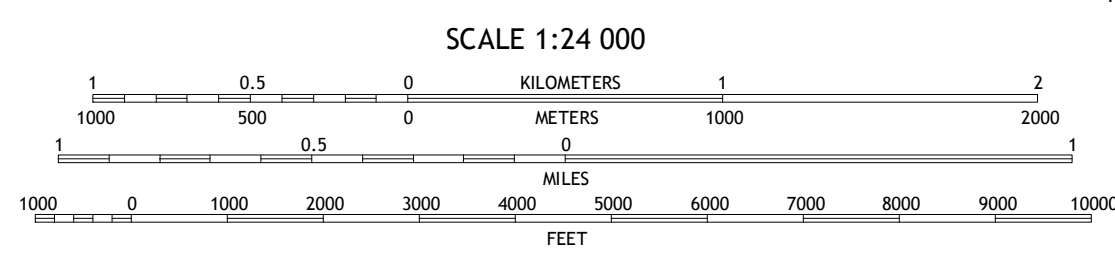 SCALE 1:24 000
1 0.5 0 KILOMETERS 1 2
1000 500 0 METERS 1000 2000
1 0.5 0 1
MILES
1000 0 1000 2000 3000 4000 5000 6000 7000 8000 9000 10000
FEET